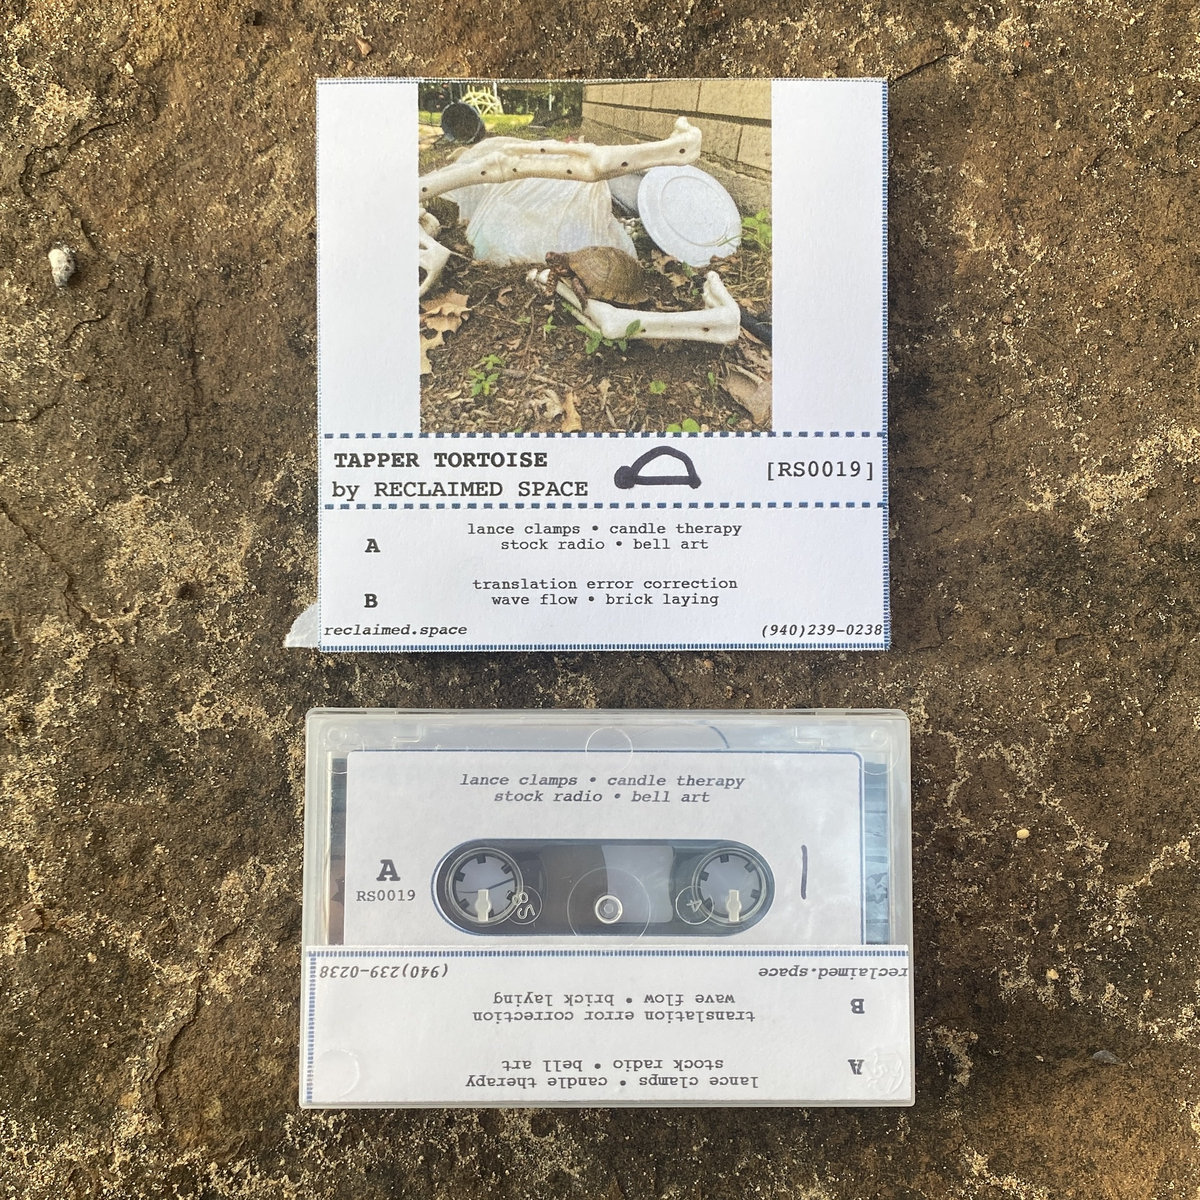 TAPPER TORTOISE
by RECLAIMED SPACE
[RS0019]
A
lance clamps • candle therapy
stock radio • bell art
B
translation error correction
wave flow • brick laying
reclaimed.space
(940)239-0238
lance clamps • candle therapy
stock radio • bell art
A
RS0019
1
reclaimed.space
(940)239-0238
B
translation error correction
wave flow • brick laying
A
lance clamps • candle therapy
stock radio • bell art